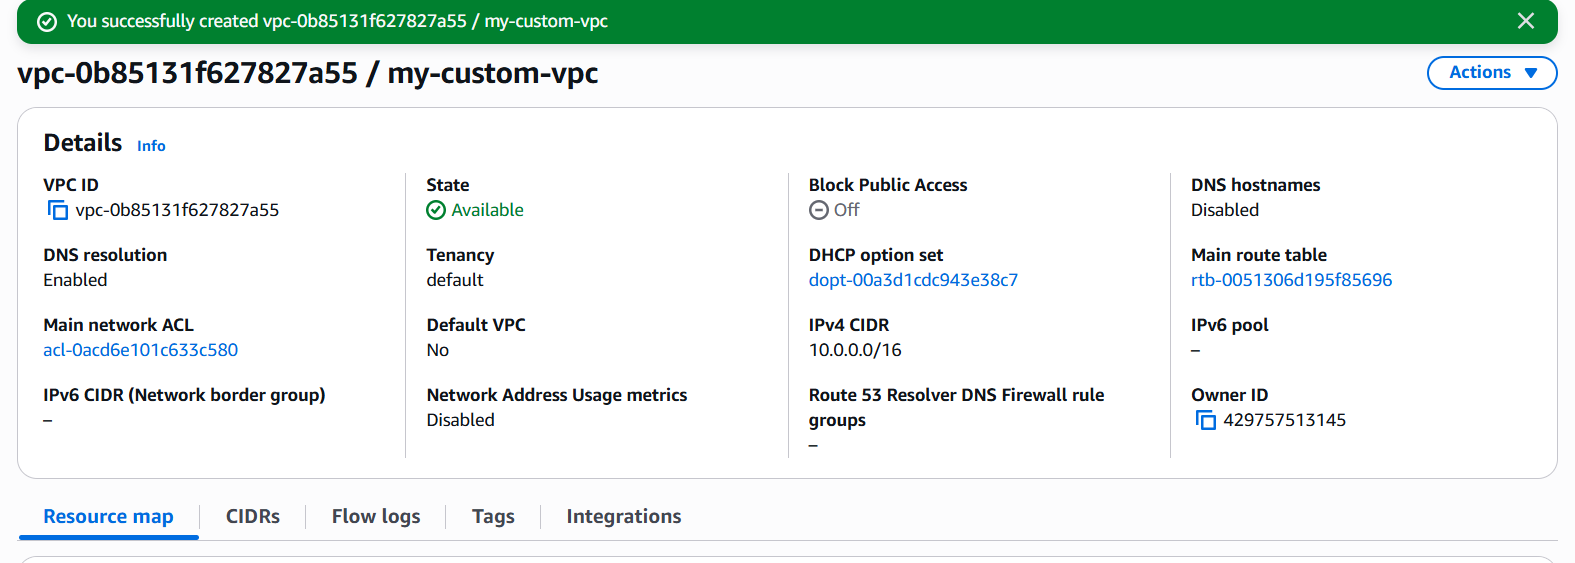 You successfully created vpc-0b85131f627827a55 / my-custom-vpc
vpc-0b85131f627827a55 / my-custom-vpc
Actions
Details Info
VPC ID
vpc-0b85131f627827a55
State
Available
Block Public Access
Off
DNS hostnames
Disabled
DNS resolution
Enabled
Tenancy
default
DHCP option set
dopt-00a3d1cdc943e38c7
Main route table
rtb-0051306d195f85696
Main network ACL
acl-0acd6e101c633c580
Default VPC
No
IPv4 CIDR
10.0.0.0/16
IPv6 pool
–
IPv6 CIDR (Network border group)
–
Network Address Usage metrics
Disabled
Route 53 Resolver DNS Firewall rule
groups
–
Owner ID
429757513145
Resource map
CIDRs
Flow logs
Tags
Integrations